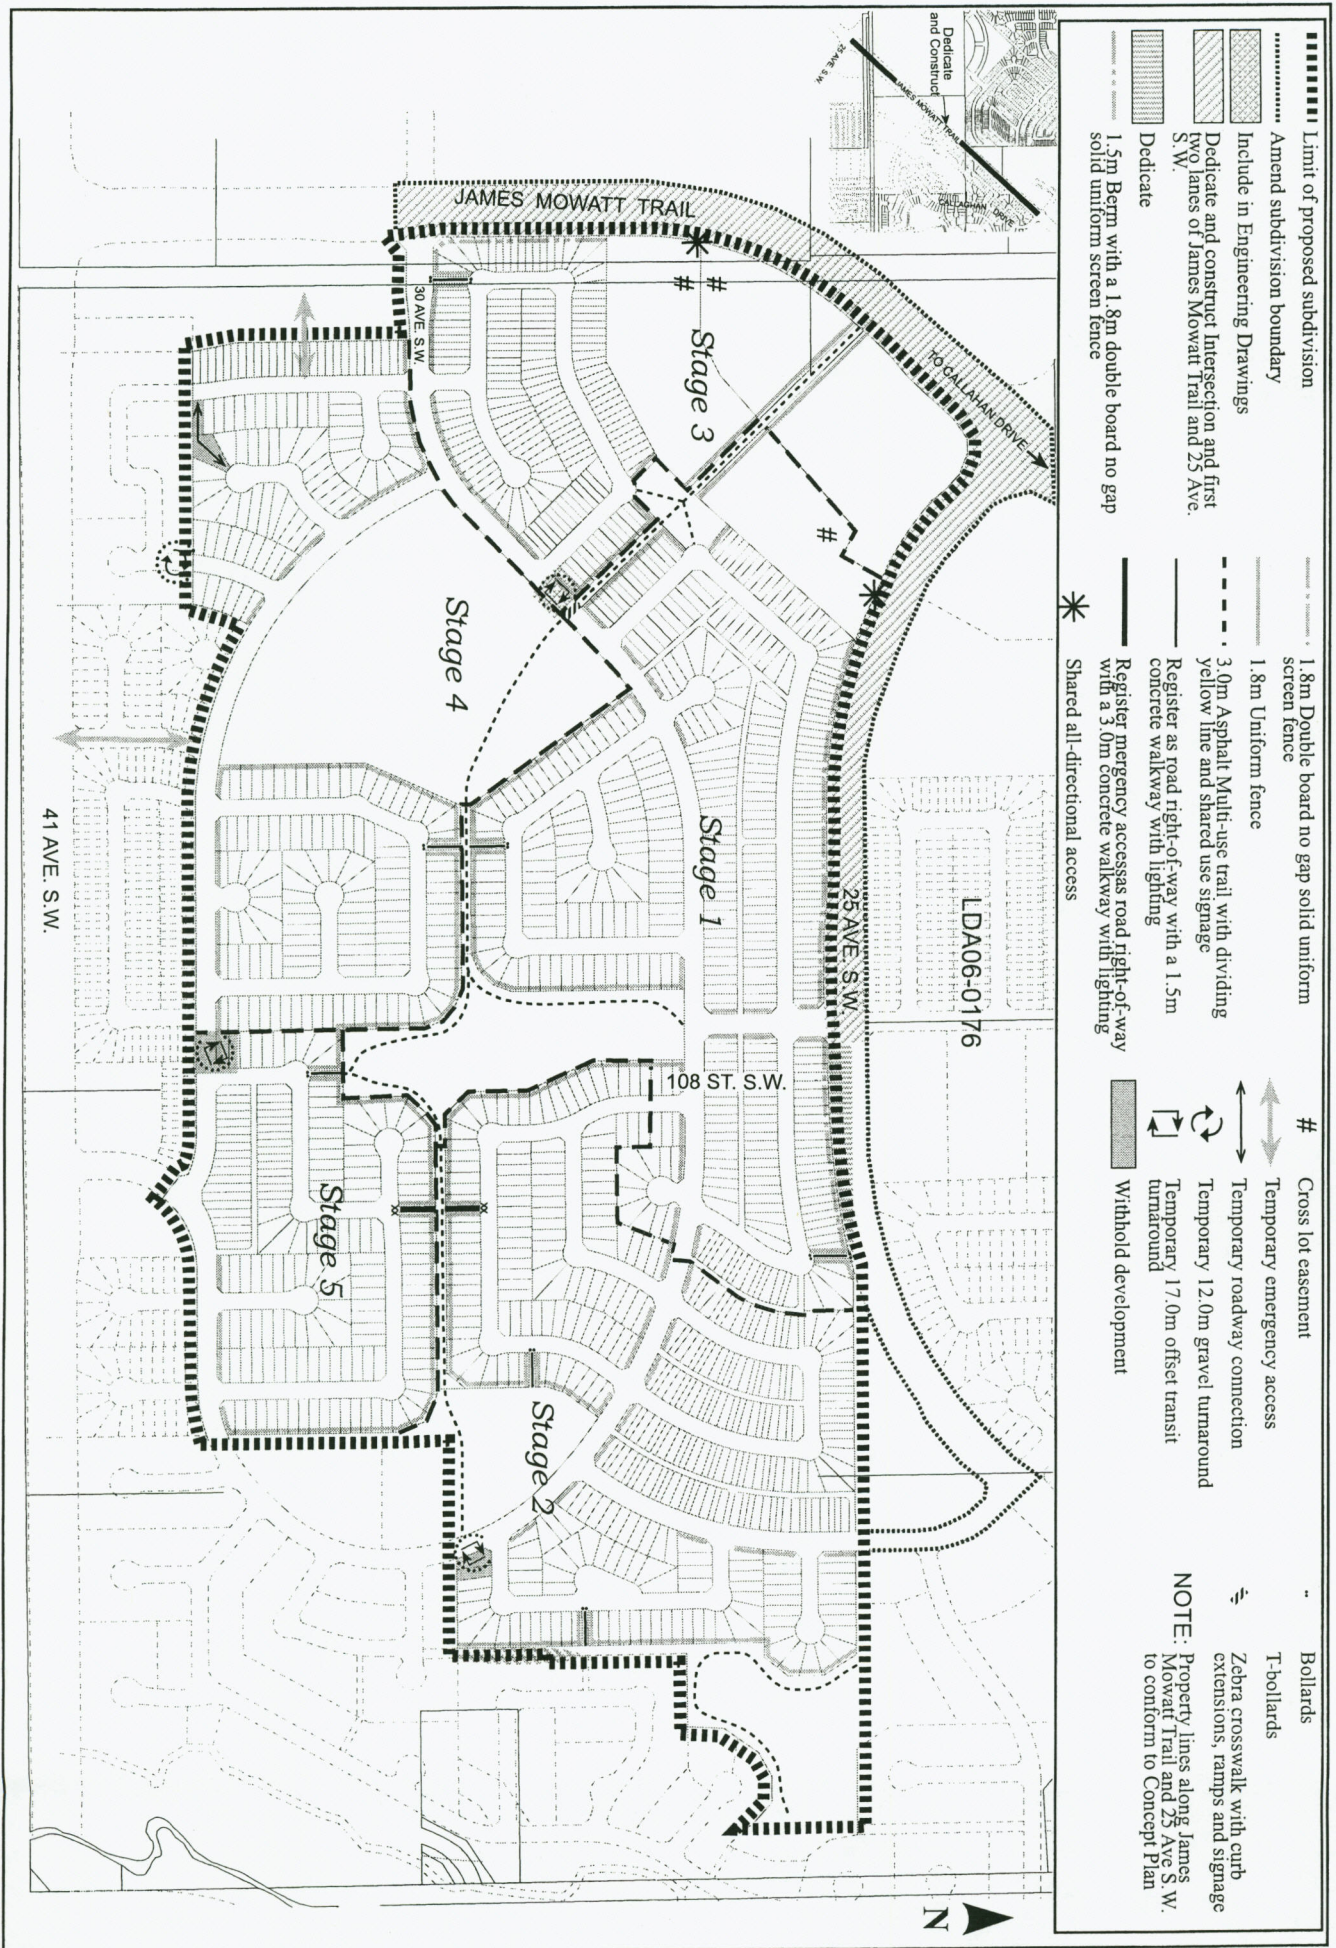 Limit of proposed subdivision
Amend subdivision boundary
Include in Engineering Drawings
Dedicate and construct Intersection and first
two lanes of James Mowatt Trail and 25 Ave.
S.W.
Dedicate
1.5m Berm with a 1.8m double board no gap
solid uniform screen fence
1.8m Double board no gap solid uniform
screen fence
1.8m Uniform fence
3.0m Asphalt Multi-use trail with dividing
yellow line and shared use signage
Register as road right-of-way with a 1.5m
concrete walkway with lighting
Register mergency accessas road right-of-way
with a 3.0m concrete walkway with lighting
Shared all-directional access
# Cross lot easement
Temporary emergency access
Temporary roadway connection
Temporary 12.0m gravel turnaround
Temporary 17.0m offset transit
turnaround
Withhold development
Bollards
T-bollards
Zebra crosswalk with curb
extensions, ramps and signage
NOTE: Property lines along James
Mowatt Trail and 25 Ave S.W.
to conform to Concept Plan
Dedicate
and Construct
JAMES MOWATT TRAIL
25 AVE. S.W.
CALLAGHAN DRIVE
JAMES MOWATT TRAIL
TO CALLAHAN DRIVE
LDA06-0176
25 AVE. S.W.
#
#
#
Stage 3
Stage 1
108 ST. S.W.
30 AVE. S.W.
Stage 4
Stage 2
Stage 5
41 AVE. S.W.
N